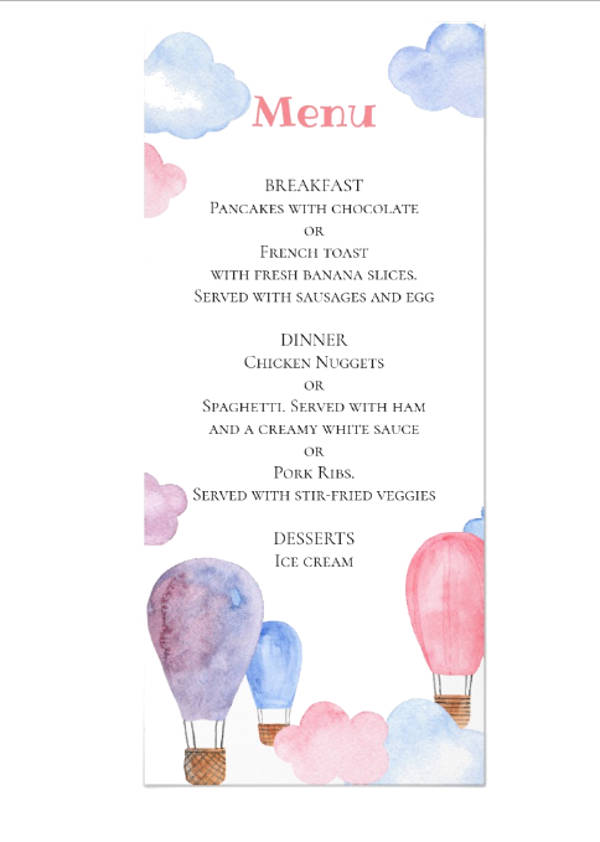 Menu
BREAKFAST
Pancakes with chocolate
or
French toast
with fresh banana slices.
Served with sausages and egg
DINNER
Chicken Nuggets
or
Spaghetti. Served with ham
and a creamy white sauce
or
Pork Ribs.
Served with stir-fried veggies
DESSERTS
Ice cream